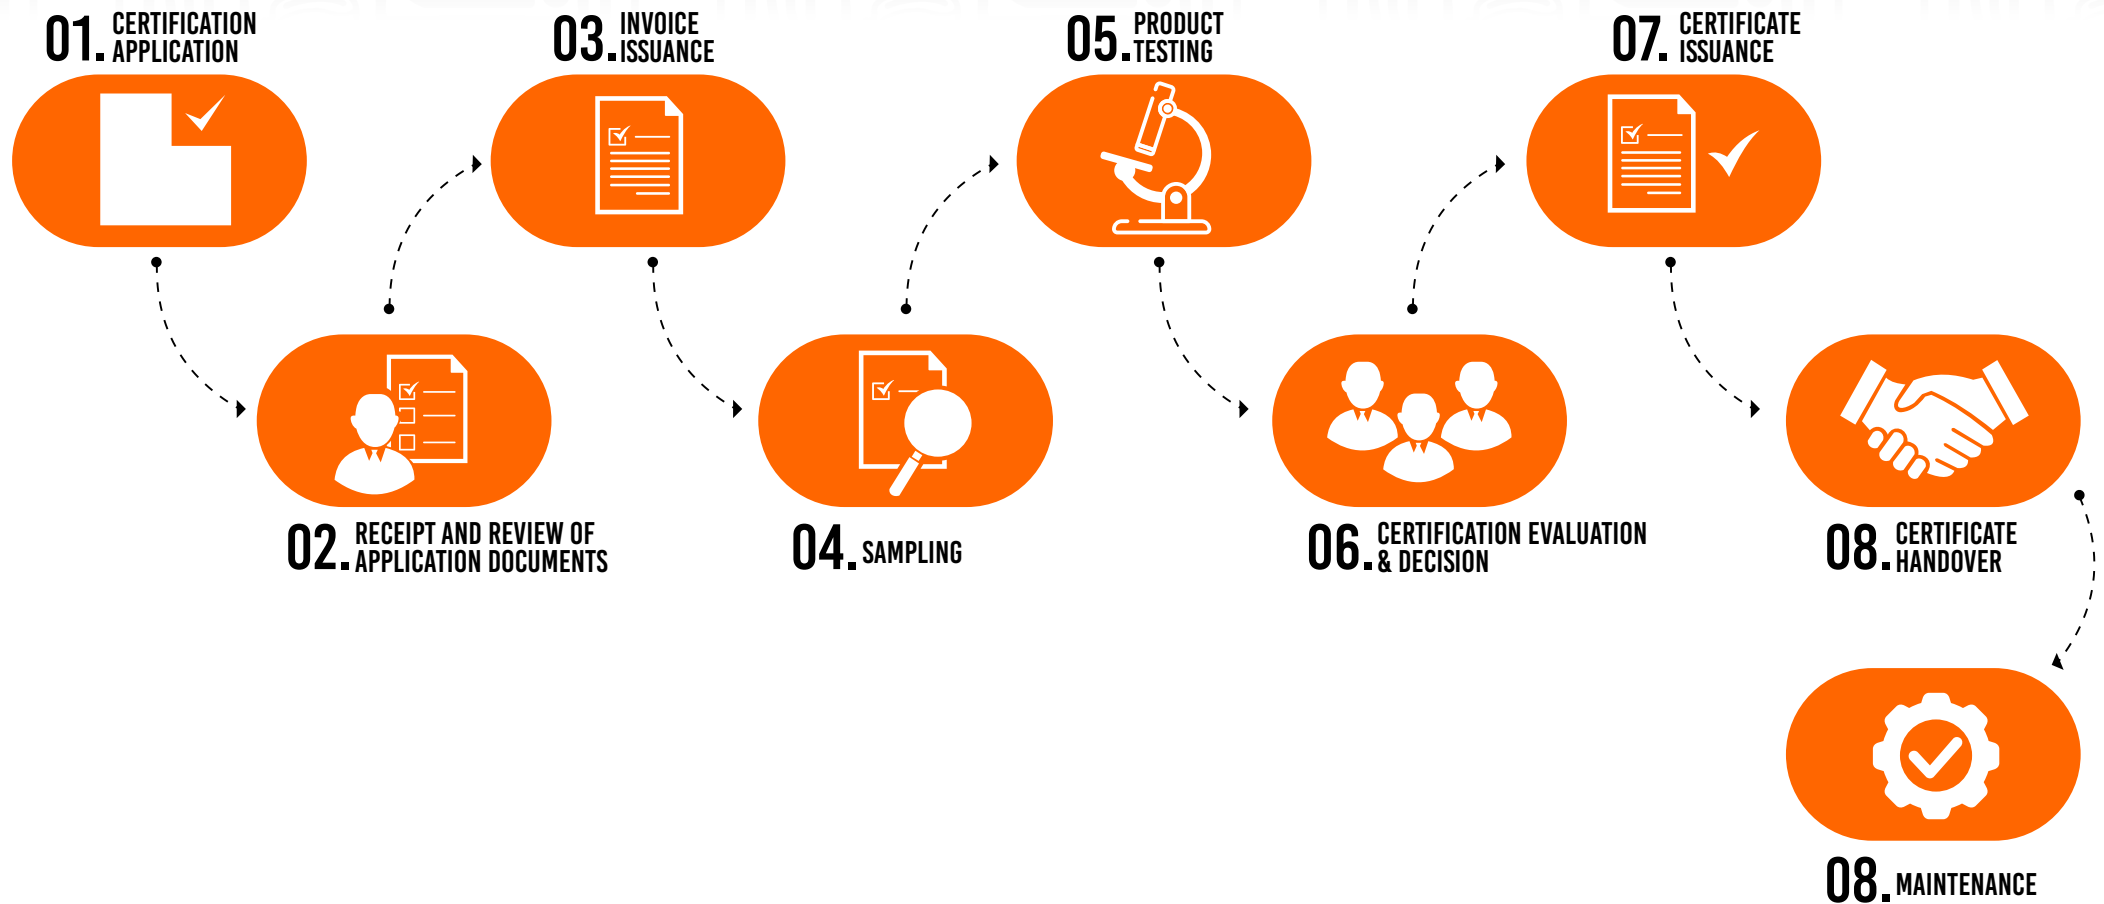 01. CERTIFICATION
APPLICATION
02. RECEIPT AND REVIEW OF
APPLICATION DOCUMENTS
03. INVOICE
ISSUANCE
04. SAMPLING
05. PRODUCT
TESTING
06. CERTIFICATION EVALUATION
& DECISION
07. CERTIFICATE
ISSUANCE
08. CERTIFICATE
HANDOVER
08. MAINTENANCE